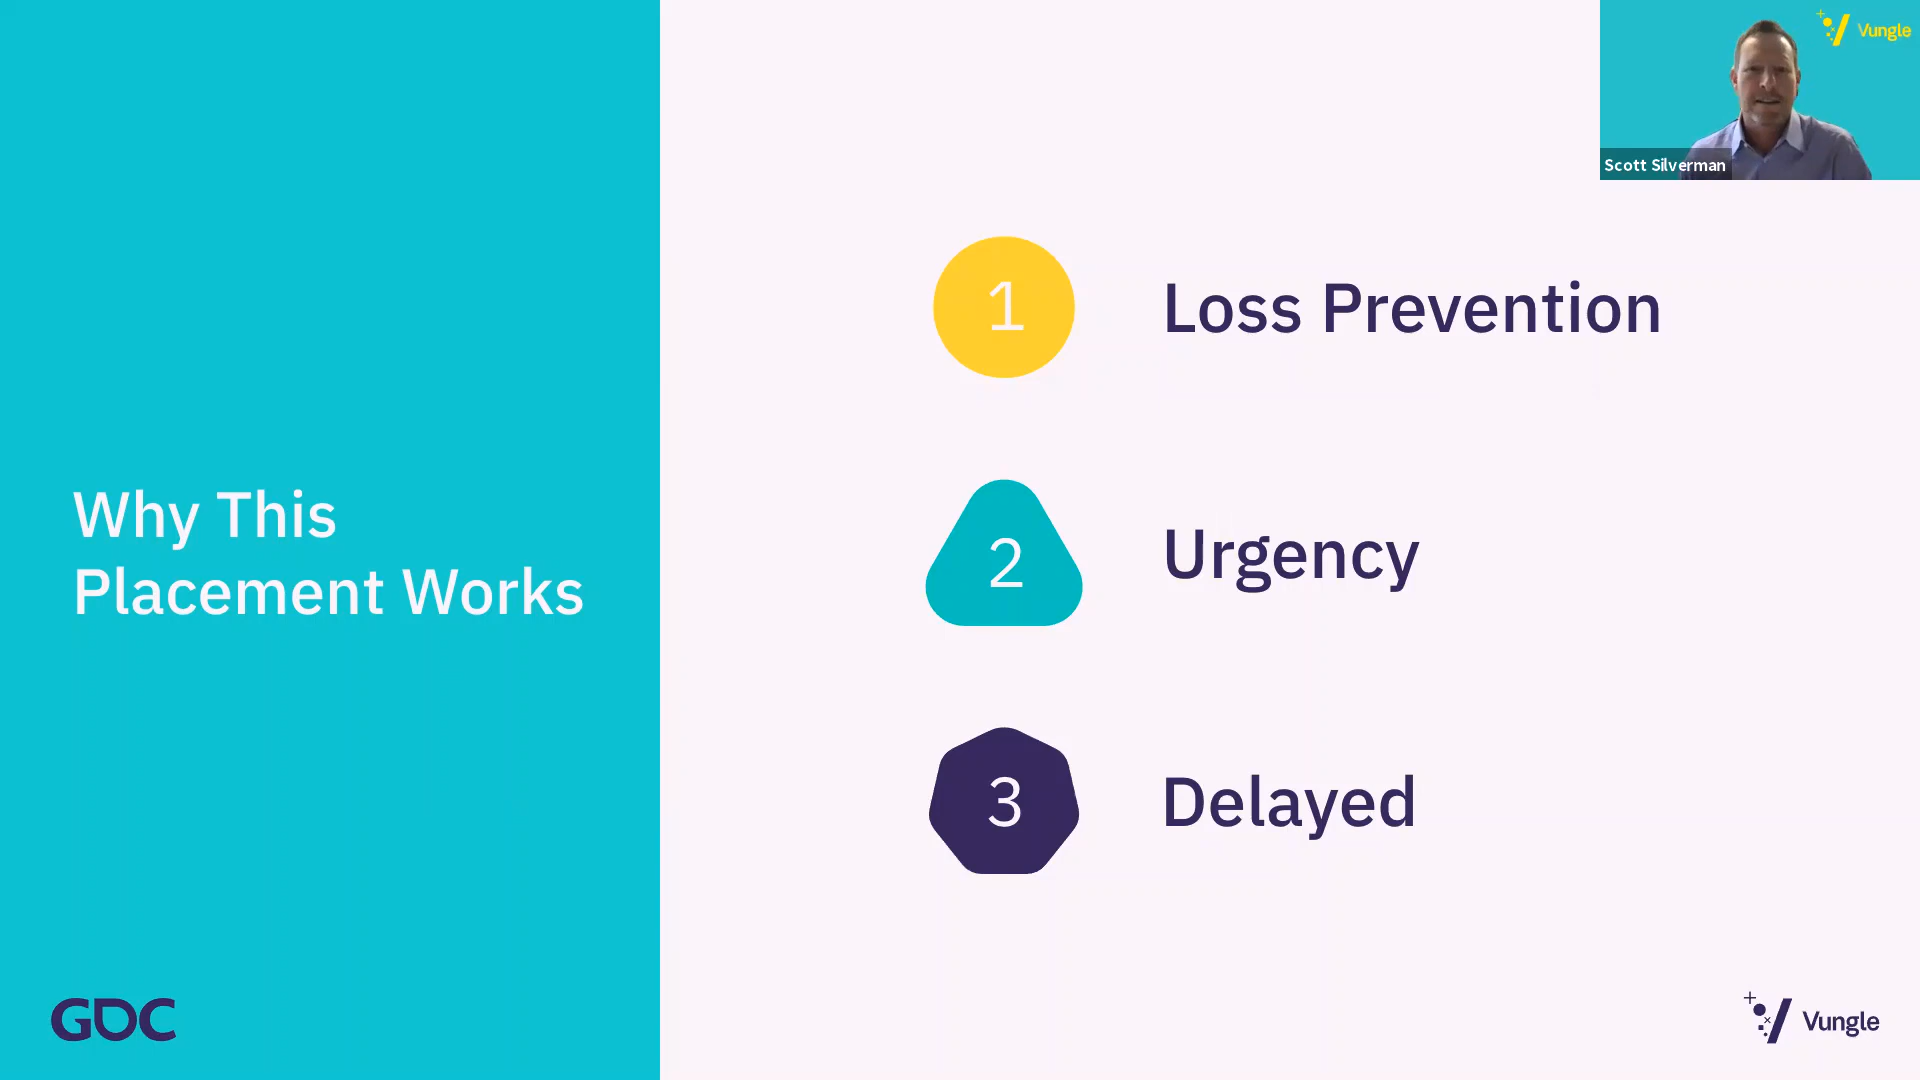 Vungle
Scott Silverman
Why This
Placement Works
1
Loss Prevention
2
Urgency
3
Delayed
GDC
Vungle